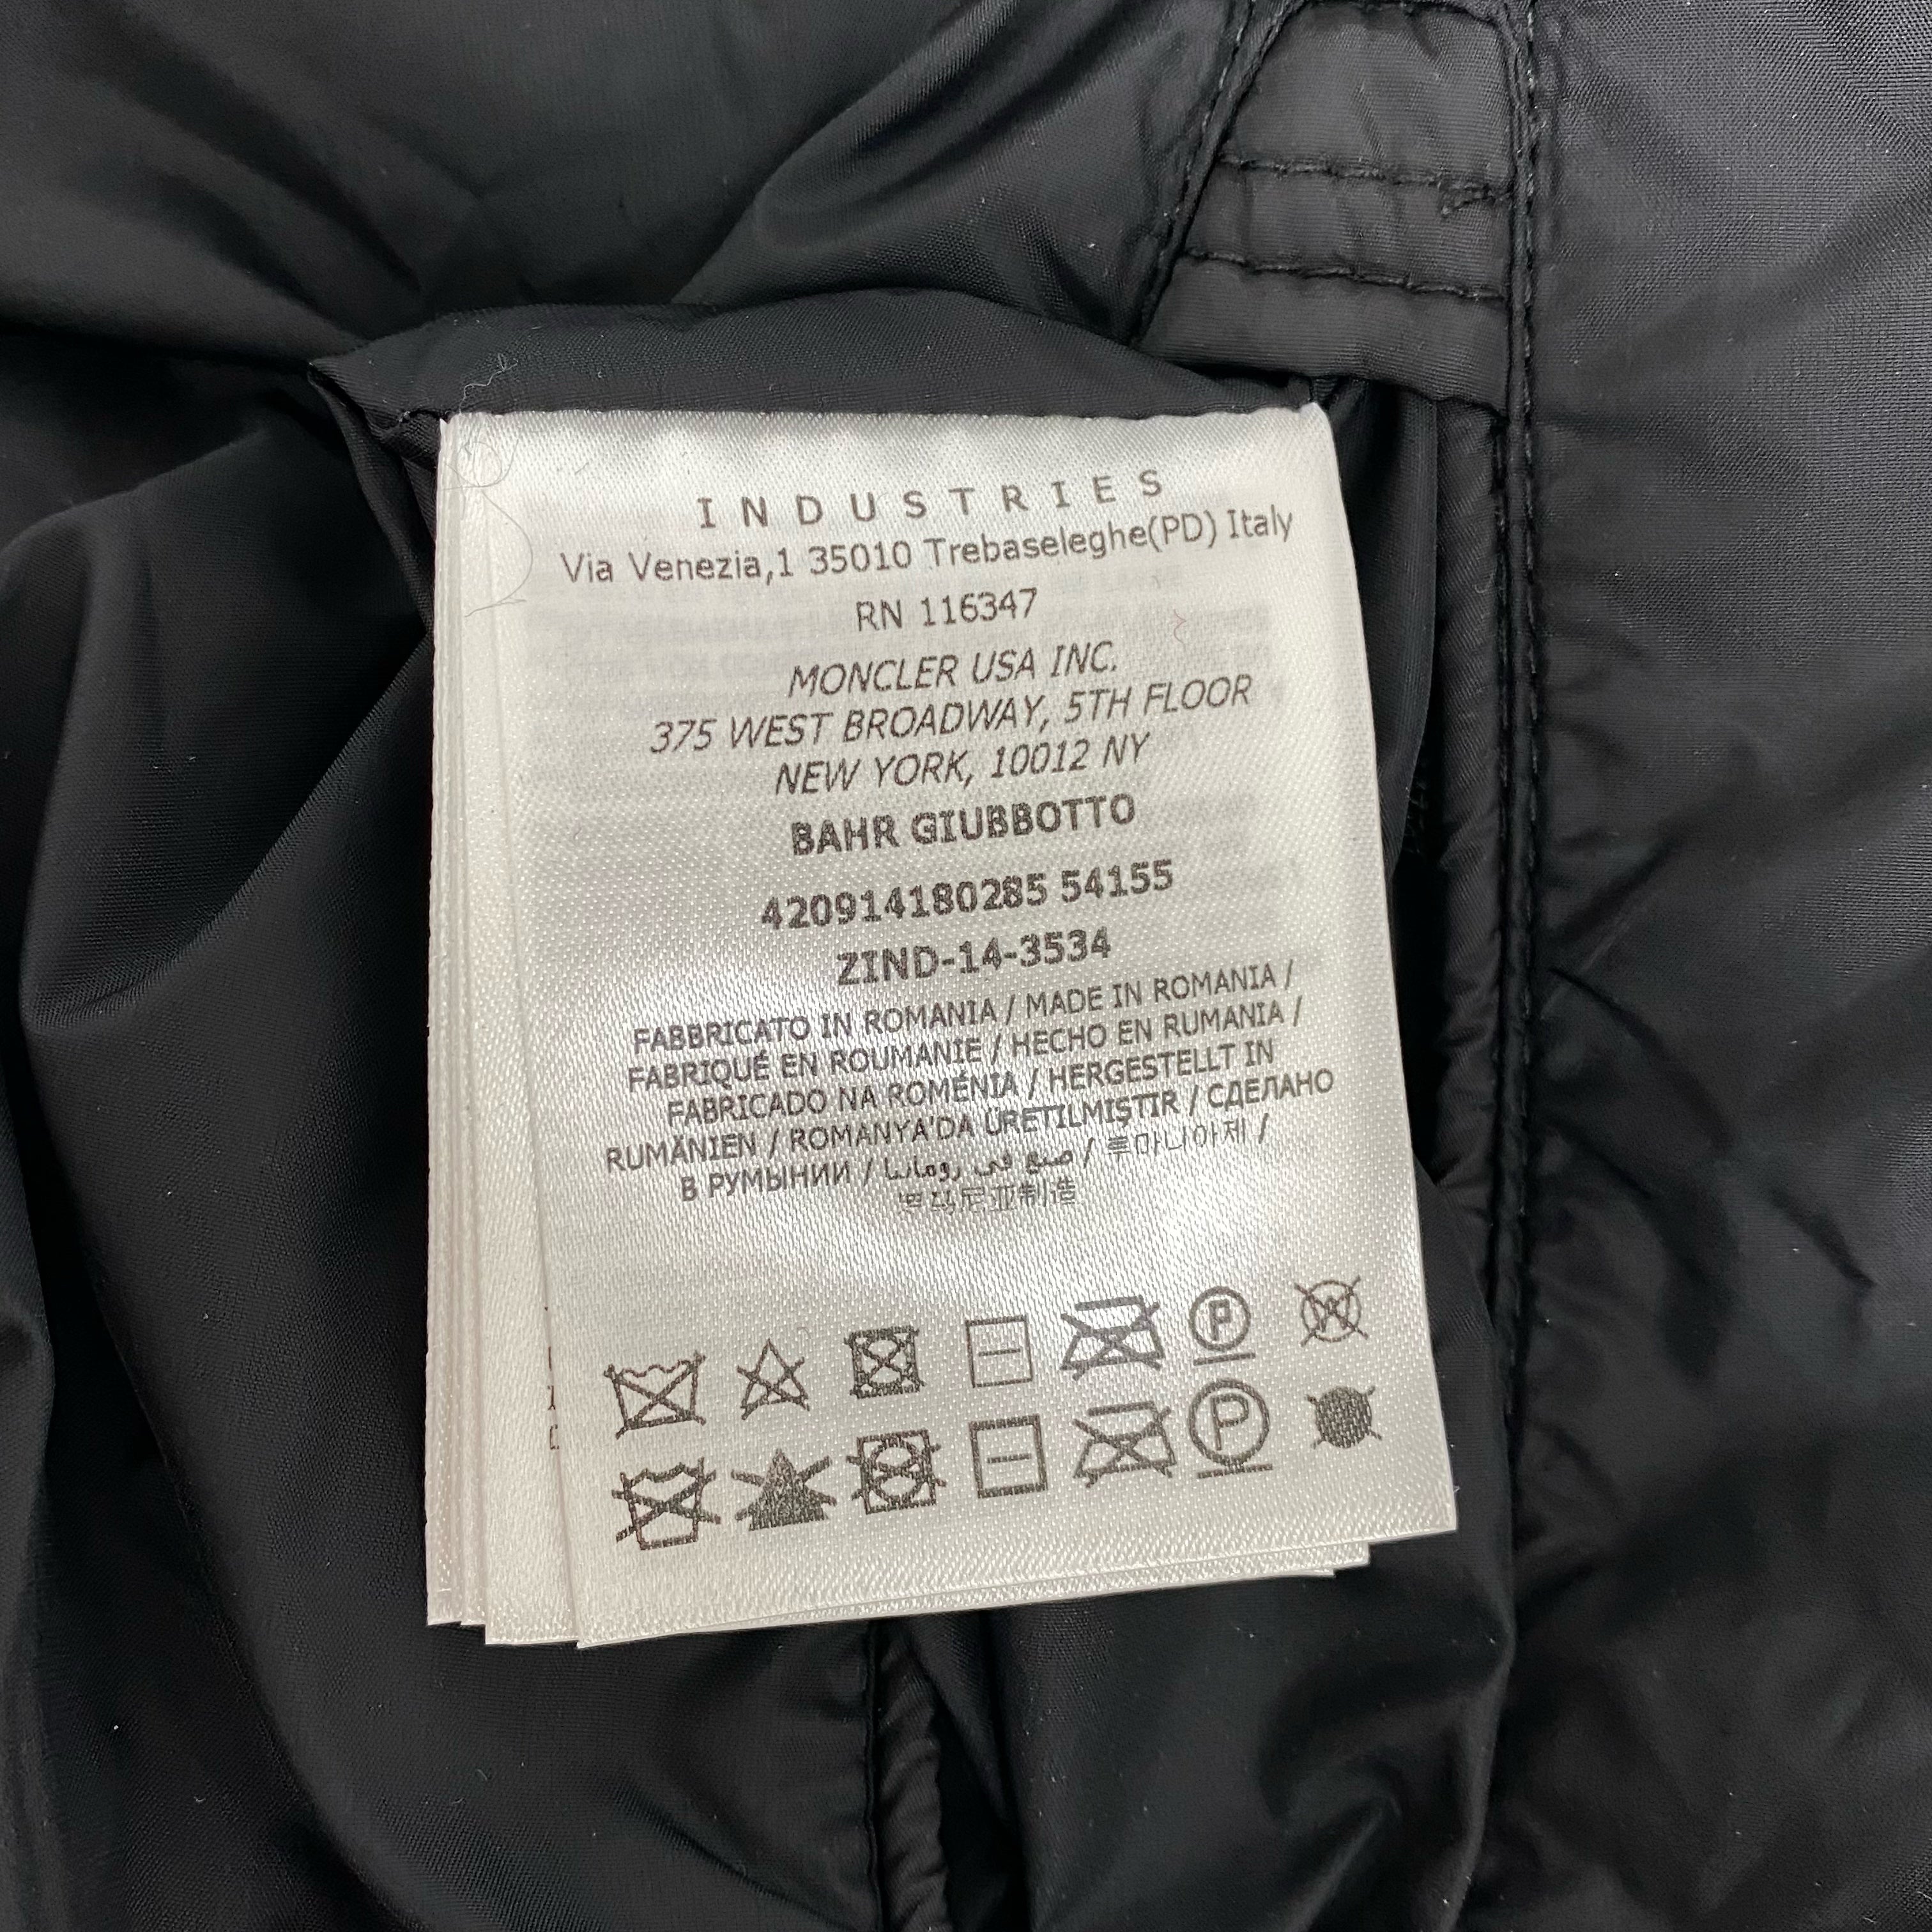 INDUSTRIES
Via Venezia,1 35010 Trebaseleghe(PD) Italy
RN 116347
MONCLER USA INC.
375 WEST BROADWAY, 5TH FLOOR
NEW YORK, 10012 NY
BAHR GIUBBOTTO
420914180285 54155
ZIND-14-3534
FABBRICATO IN ROMANIA / MADE IN ROMANIA /
FABRIQUÉ EN ROUMANIE / HECHO EN RUMANIA /
FABRICADO NA ROMÉNIA / HERGESTELLT IN
RUMÄNIEN / ROMANYA'DA ÜRETILMIŞTIR / СДЕЛАНО
В РУМЫНИИ / صنع في رومانيا / 루마니아제 /
罗马尼亚制造
P W
P